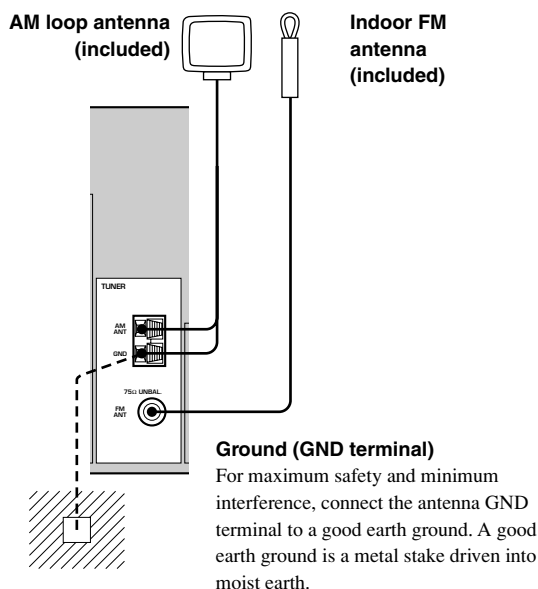 AM loop antenna
(included)
Indoor FM
antenna
(included)
TUNER
AM
ANT
GND
75Ω UNBAL.
FM
ANT
Ground (GND terminal)
For maximum safety and minimum
interference, connect the antenna GND
terminal to a good earth ground. A good
earth ground is a metal stake driven into
moist earth.